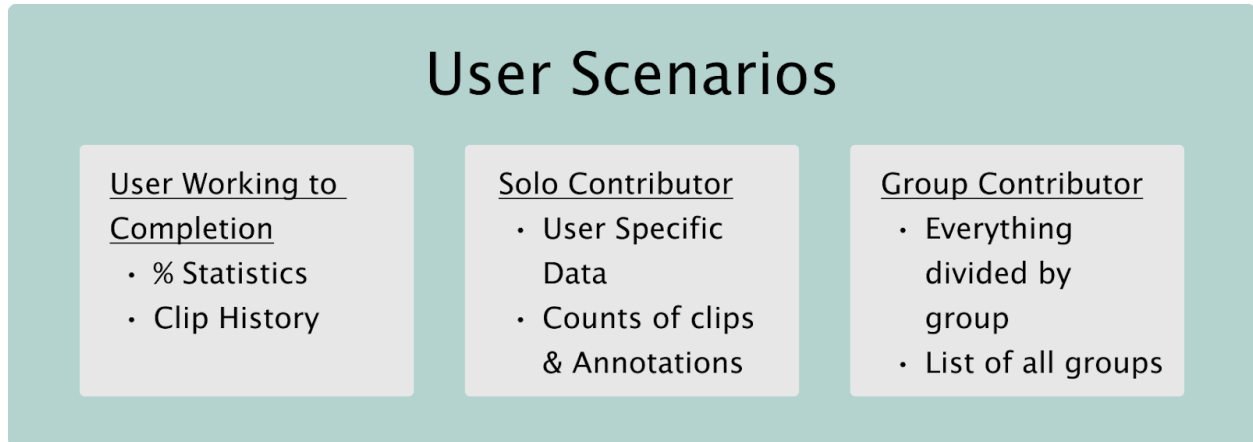 User Scenarios
User Working to
Completion
• % Statistics
• Clip History
Solo Contributor
• User Specific
Data
• Counts of clips
& Annotations
Group Contributor
• Everything
divided by
group
• List of all groups